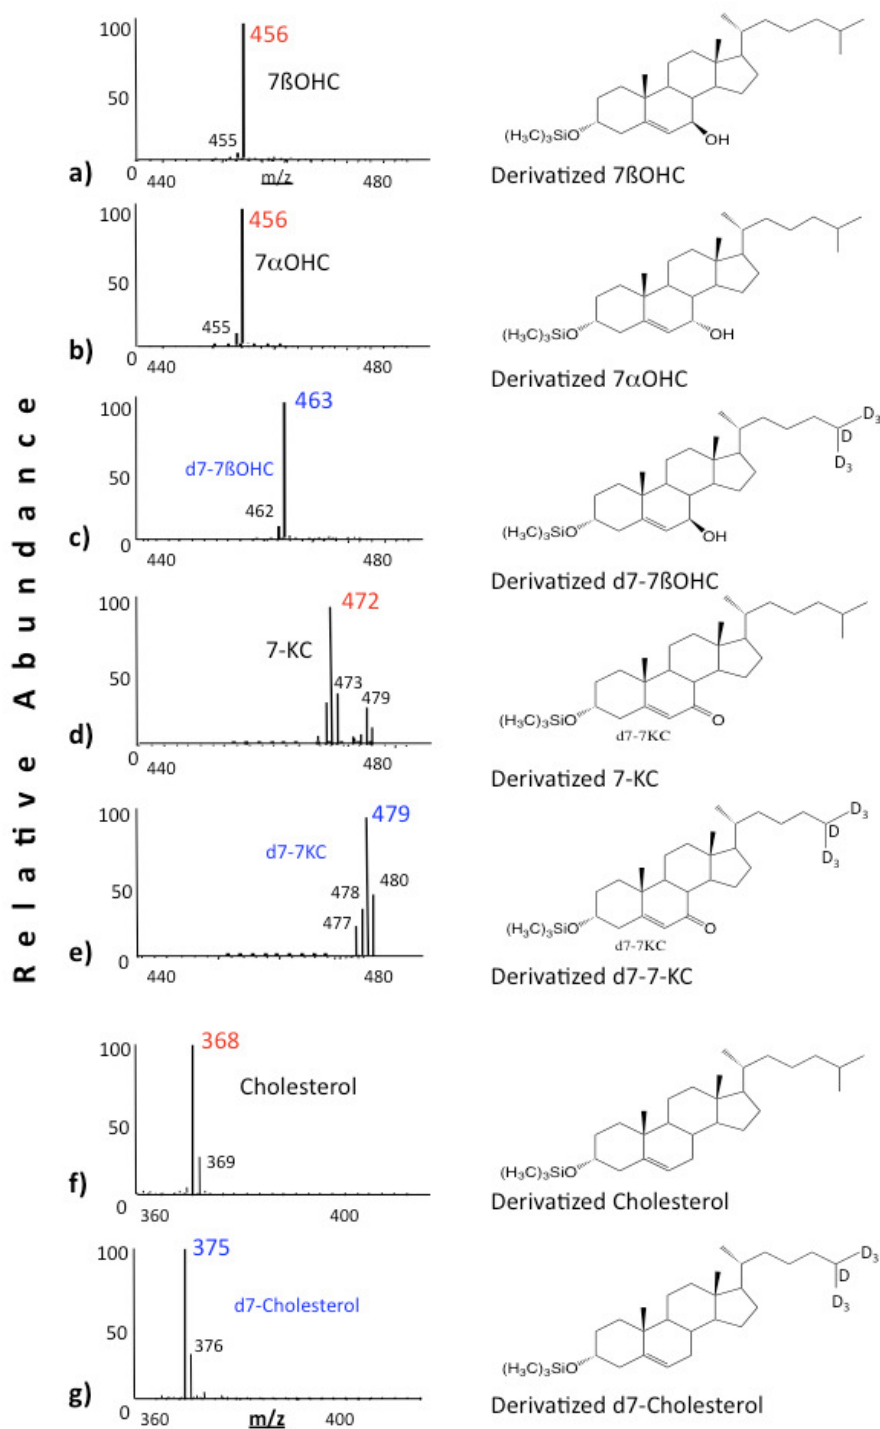 Relative Abundance
100
456
7ßOHC
50
455
a)
0
440
m/z
480
(H3C)3SiO
OH
Derivatized 7ßOHC
100
456
7αOHC
50
455
b)
0
440
480
(H3C)3SiO
OH
Derivatized 7αOHC
100
463
d7-7ßOHC
50
462
c)
0
440
480
D3
D
D3
(H3C)3SiO
OH
Derivatized d7-7ßOHC
100
472
7-KC
473
50
479
d)
0
440
480
(H3C)3SiO
O
d7-7KC
Derivatized 7-KC
100
479
d7-7KC
480
478
50
477
e)
0
440
480
D3
D
D3
(H3C)3SiO
O
d7-7KC
Derivatized d7-7-KC
100
368
Cholesterol
50
369
f)
0
360
400
(H3C)3SiO
Derivatized Cholesterol
100
375
d7-Cholesterol
50
376
g)
0
360
m/z
400
D3
D
D3
(H3C)3SiO
Derivatized d7-Cholesterol